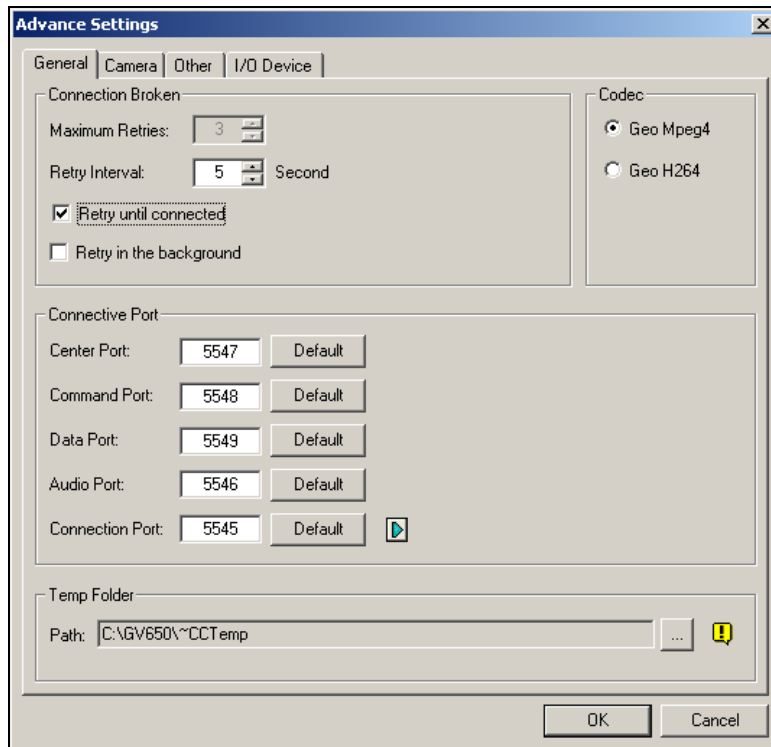 Advance Settings
General Camera Other I/O Device
Connection Broken
Maximum Retries: 3
Retry Interval: 5 Second
Retry until connected
Retry in the background
Codec
Geo Mpeg4
Geo H264
Connective Port
Center Port: 5547 Default
Command Port: 5548 Default
Data Port: 5549 Default
Audio Port: 5546 Default
Connection Port: 5545 Default
Temp Folder
Path: C:\GV650\~CCTemp ...
OK Cancel